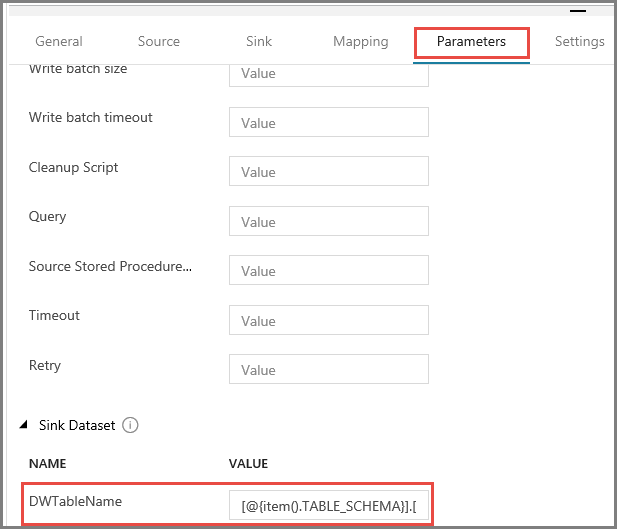 General Source Sink Mapping Parameters Settings
Write batch size Value
Write batch timeout Value
Cleanup Script Value
Query Value
Source Stored Procedure... Value
Timeout Value
Retry Value
Sink Dataset i
NAME VALUE
DWTableName [@{item().TABLE_SCHEMA}].[